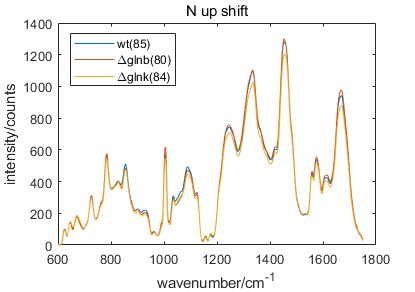 N up shift
intensity/counts
1400
1200
1000
800
600
400
200
0
wt(85)
Δglnb(80)
Δglnk(84)
600 800 1000 1200 1400 1600 1800
wavenumber/cm⁻¹